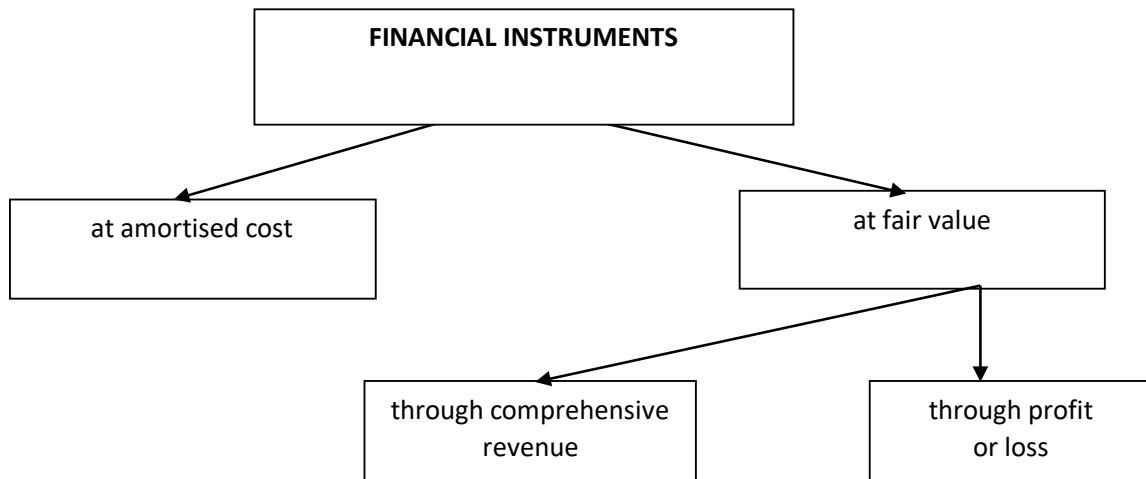 FINANCIAL INSTRUMENTS
at amortised cost
at fair value
through comprehensive
revenue
through profit
or loss